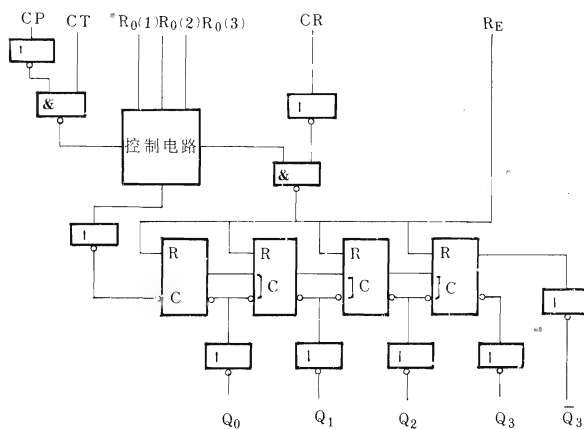 CP CT R₀(1) R₀(2) R₀(3) CR R_E
1
&
1
控制电路
&
1
R R R R
C C C C
1
1 1 1 1
Q₀ Q₁ Q₂ Q₃ Q̄₃